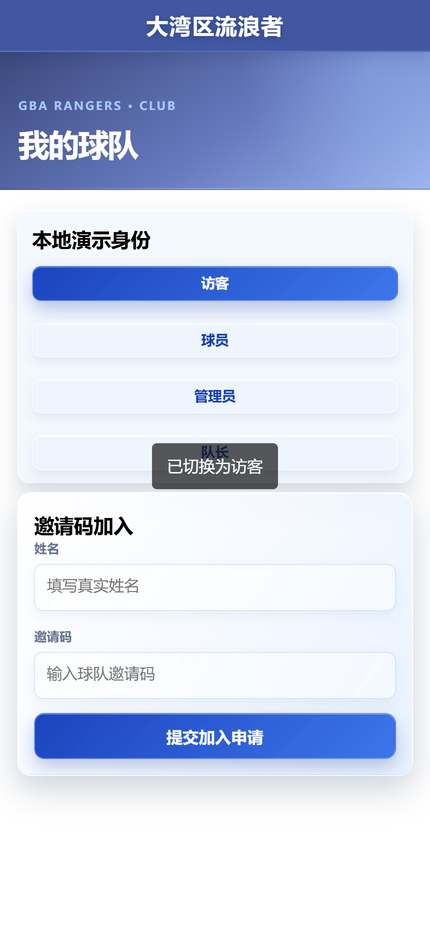 大湾区流浪者
GBA RANGERS • CLUB
我的球队
本地演示身份
访客
球员
管理员
队长
已切换为访客
邀请码加入
姓名
填写真实姓名
邀请码
输入球队邀请码
提交加入申请